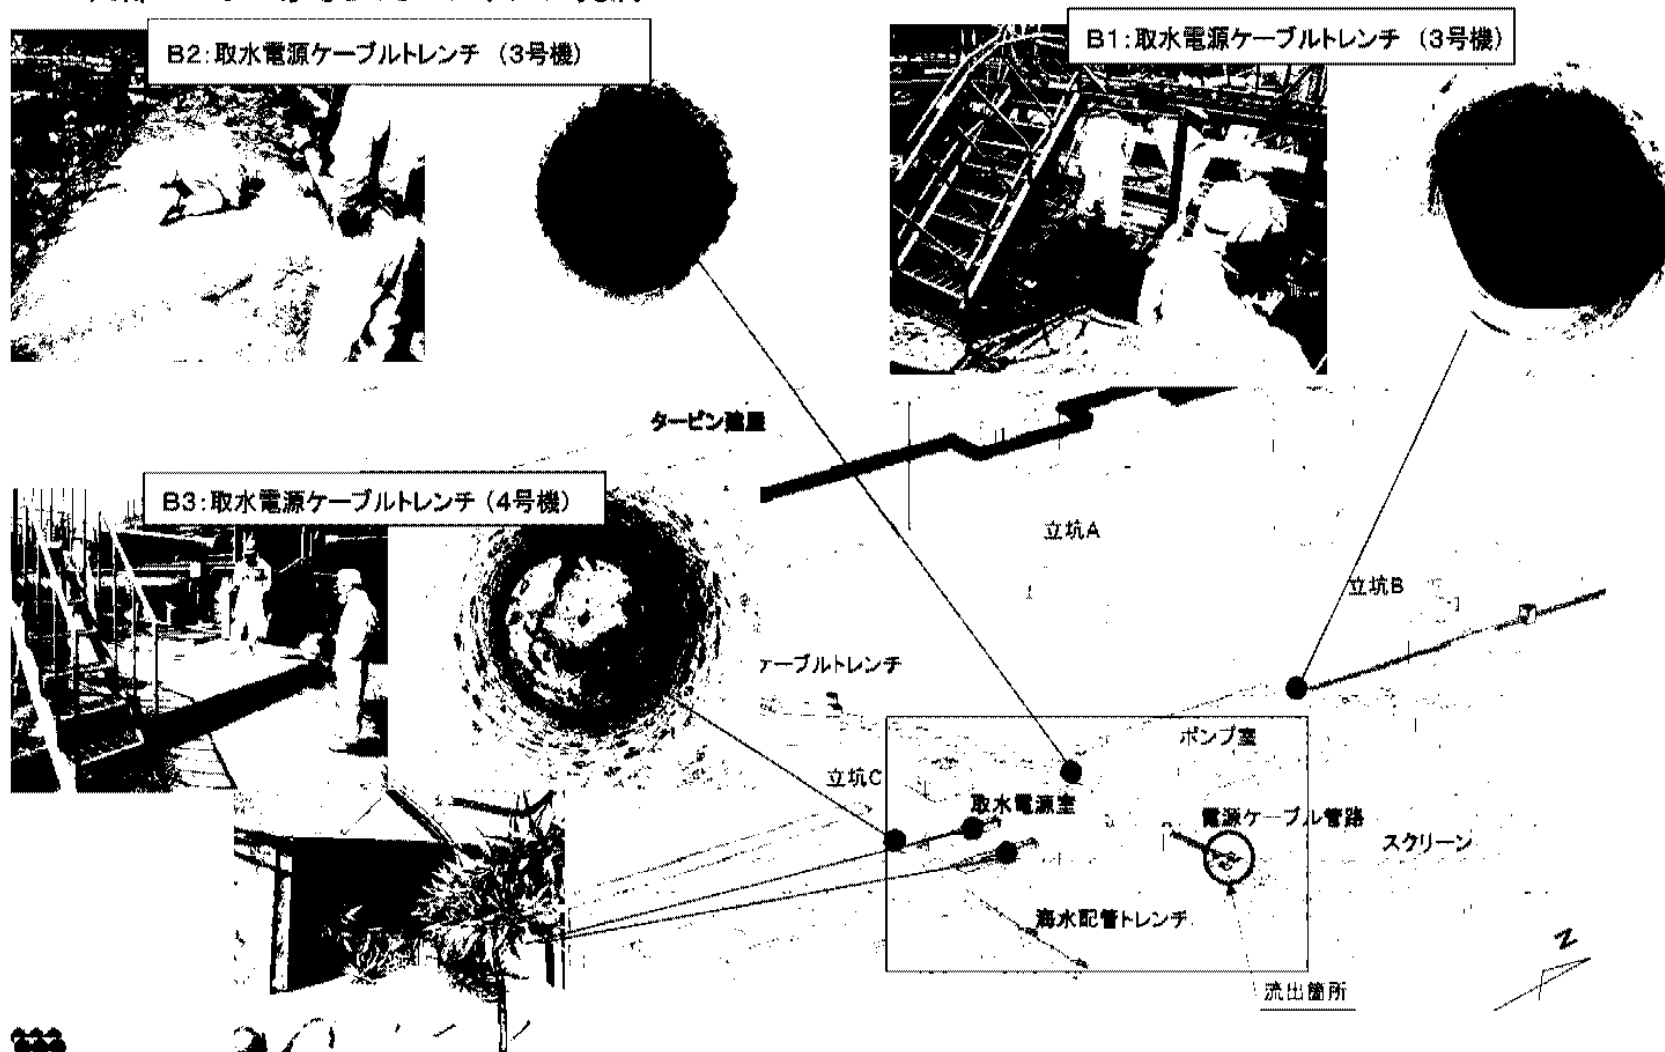 B2:取水電源ケーブルトレンチ (3号機)
B1:取水電源ケーブルトレンチ (3号機)
タービン建屋
B3:取水電源ケーブルトレンチ (4号機)
立坑A
立坑B
ケーブルトレンチ
ポンプ室
立坑C
取水電源室
電源ケーブル管路
スクリーン
海水配管トレンチ
N
流出箇所